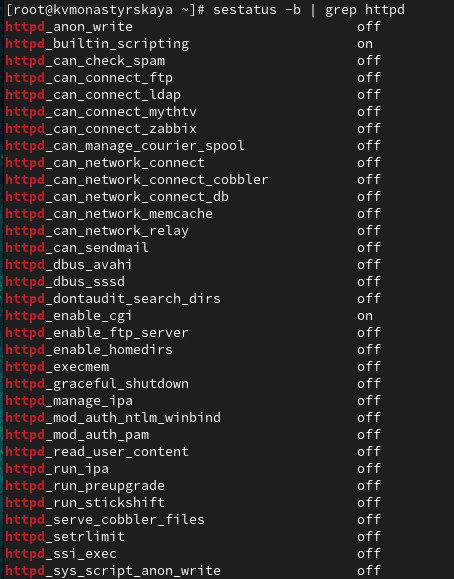 [root@kvmonastyrskaya ~]# sestatus -b | grep httpd
httpd_anon_write                            off
httpd_builtin_scripting                     on
httpd_can_check_spam                        off
httpd_can_connect_ftp                       off
httpd_can_connect_ldap                      off
httpd_can_connect_mythtv                    off
httpd_can_connect_zabbix                    off
httpd_can_manage_courier_spool              off
httpd_can_network_connect                   off
httpd_can_network_connect_cobbler           off
httpd_can_network_connect_db                off
httpd_can_network_memcache                  off
httpd_can_network_relay                     off
httpd_can_sendmail                          off
httpd_dbus_avahi                            off
httpd_dbus_sssd                             off
httpd_dontaudit_search_dirs                 off
httpd_enable_cgi                            on
httpd_enable_ftp_server                     off
httpd_enable_homedirs                       off
httpd_execmem                               off
httpd_graceful_shutdown                     off
httpd_manage_ipa                            off
httpd_mod_auth_ntlm_winbind                 off
httpd_mod_auth_pam                          off
httpd_read_user_content                     off
httpd_run_ipa                               off
httpd_run_preupgrade                        off
httpd_run_stickshift                        off
httpd_serve_cobbler_files                   off
httpd_setrlimit                             off
httpd_ssi_exec                              off
httpd_sys_script_anon_write                 off